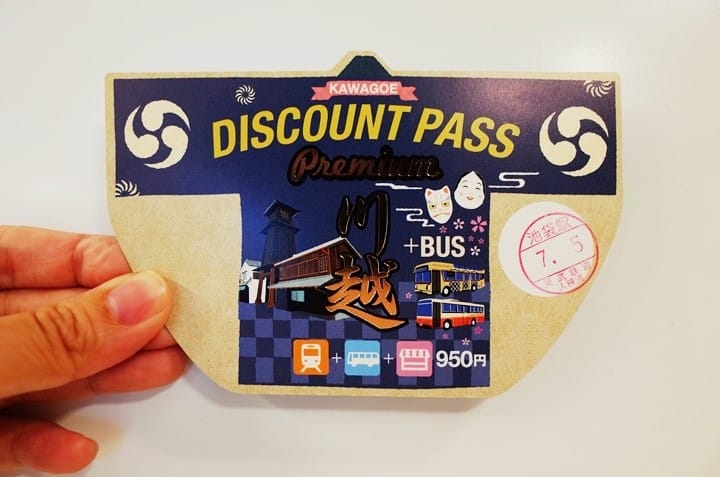 KAWAGOE
DISCOUNT PASS
Premium
川越
+BUS
池袋駅
7. 5
++950円